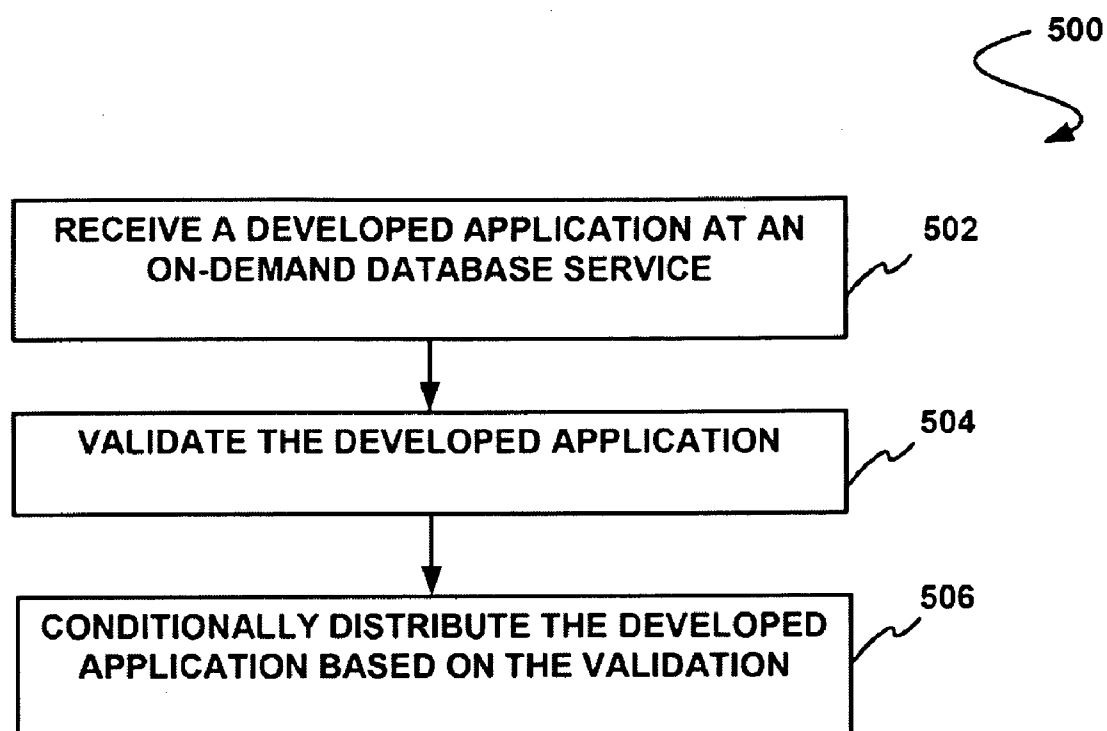 500
RECEIVE A DEVELOPED APPLICATION AT AN
ON-DEMAND DATABASE SERVICE
502
VALIDATE THE DEVELOPED APPLICATION
504
CONDITIONALLY DISTRIBUTE THE DEVELOPED
APPLICATION BASED ON THE VALIDATION
506